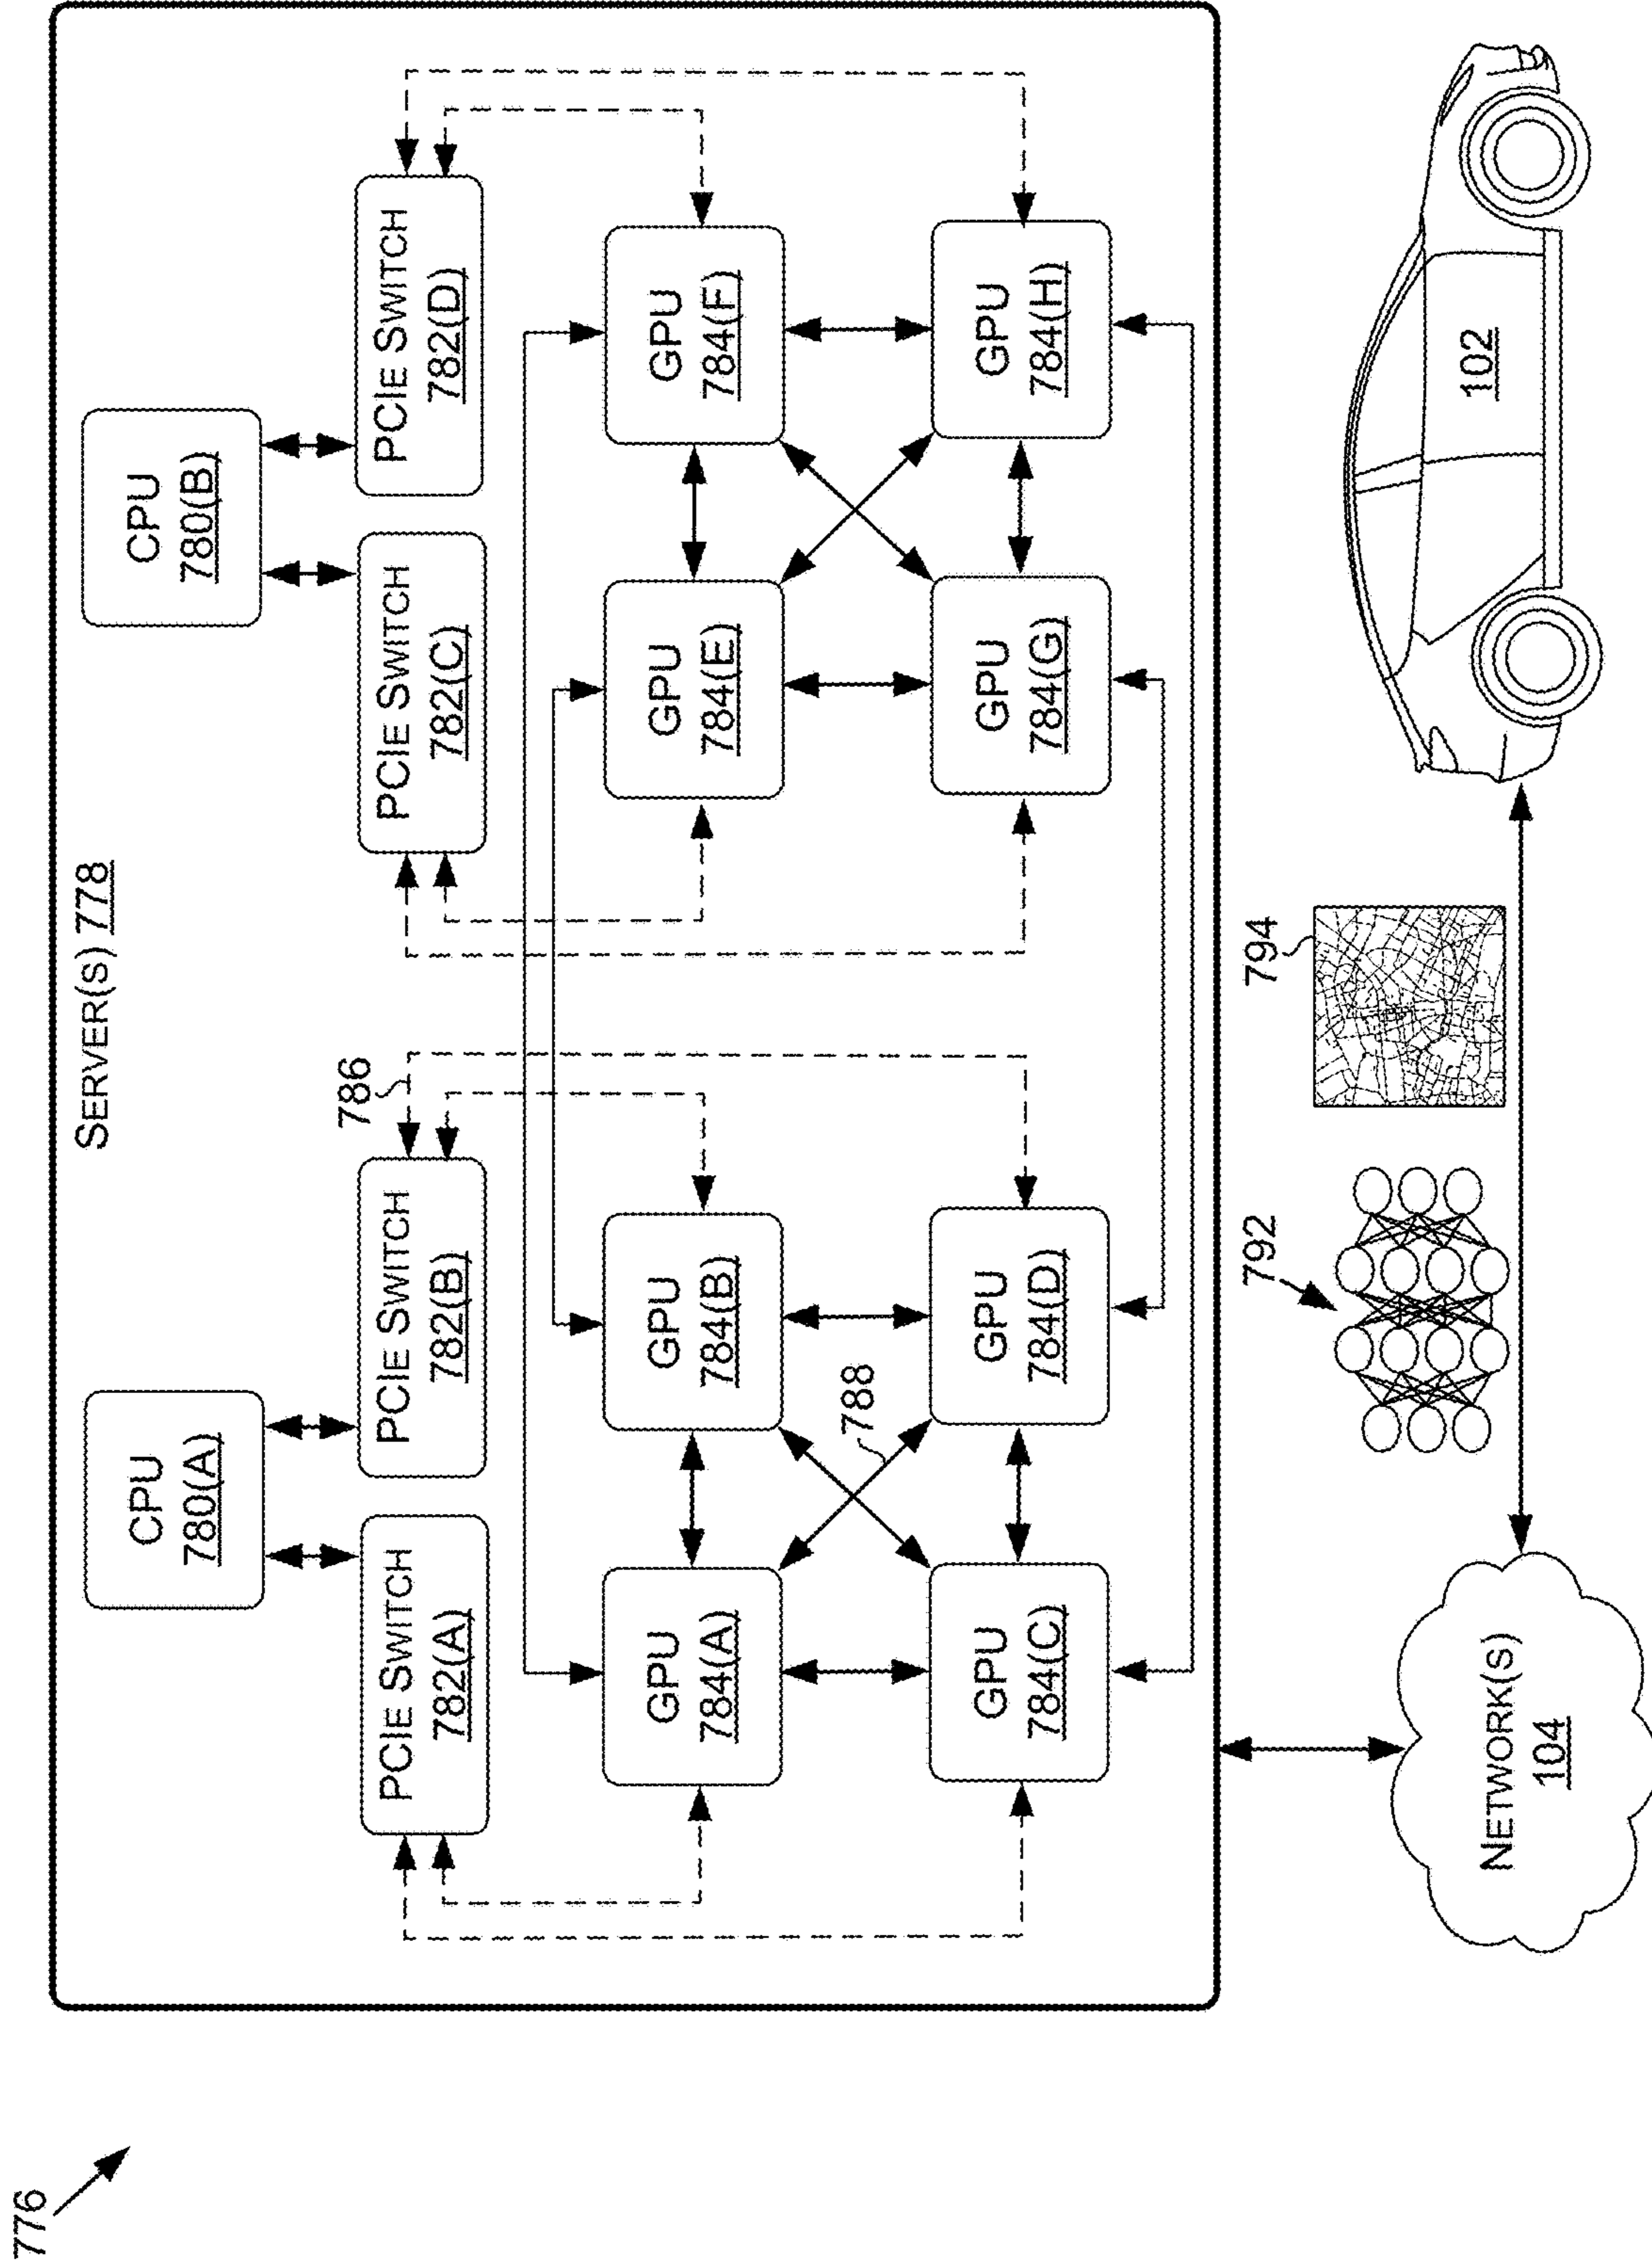 776
SERVER(S) 778
CPU
780(A)
CPU
780(B)
PCIE SWITCH
782(A)
PCIE SWITCH
782(B)
786
PCIE SWITCH
782(C)
PCIE SWITCH
782(D)
GPU
784(A)
GPU
784(B)
GPU
784(E)
GPU
784(F)
788
GPU
784(C)
GPU
784(D)
GPU
784(G)
GPU
784(H)
792
794
NETWORK(S)
104
102